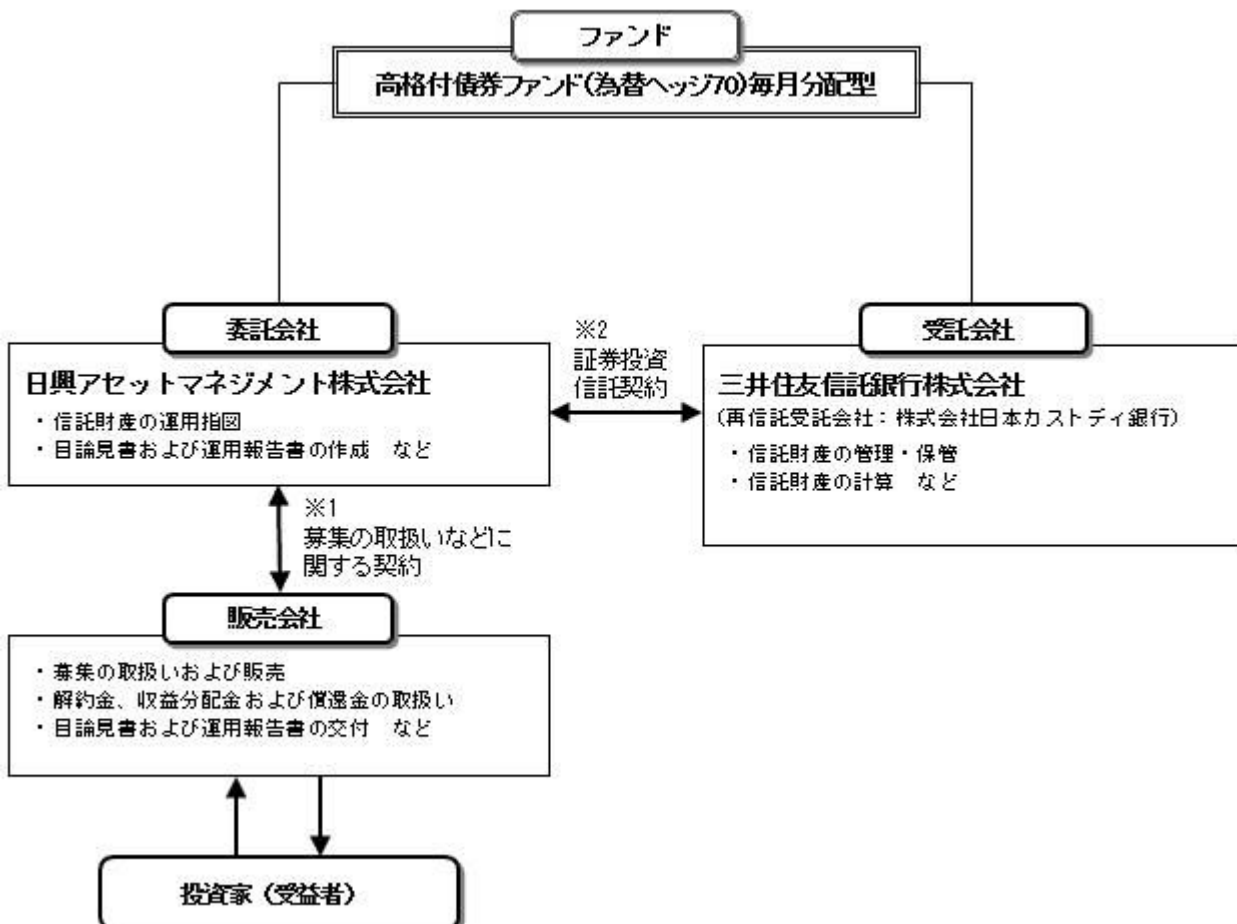 ファンド
高格付債券ファンド(為替ヘッジ70)毎月分配型
委託会社
日興アセットマネジメント株式会社
・信託財産の運用指図
・目論見書および運用報告書の作成　など
※2
証券投資
信託契約
受託会社
三井住友信託銀行株式会社
(再信託受託会社：株式会社日本カストディ銀行)
・信託財産の管理・保管
・信託財産の計算　など
※1
募集の取扱いなどに
関する契約
販売会社
・募集の取扱いおよび販売
・解約金、収益分配金および償還金の取扱い
・目論見書および運用報告書の交付　など
投資家（受益者）